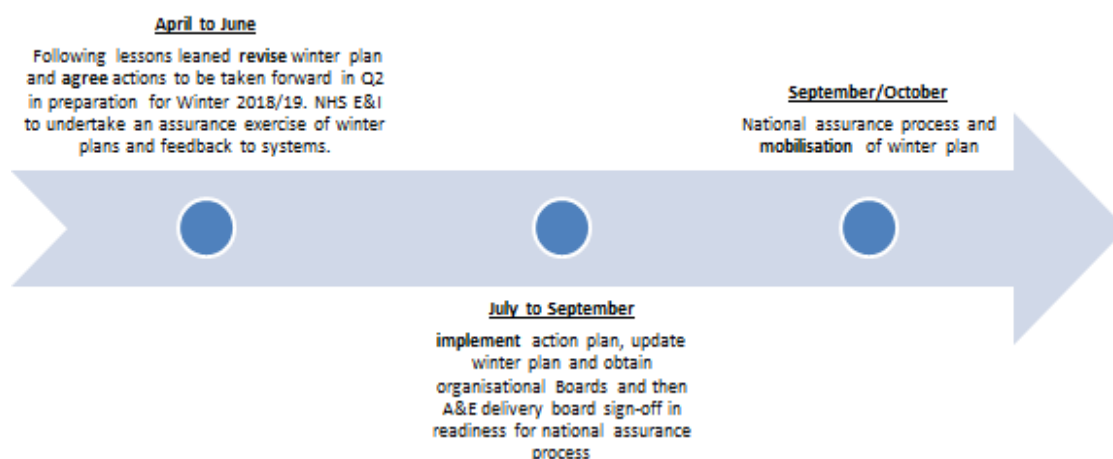 April to June
Following lessons leaned revise winter plan
and agree actions to be taken forward in Q2
in preparation for Winter 2018/19. NHS E&I
to undertake an assurance exercise of winter
plans and feedback to systems.
July to September
implement action plan, update
winter plan and obtain
organisational Boards and then
A&E delivery board sign-off in
readiness for national assurance
process
September/October
National assurance process and
mobilisation of winter plan